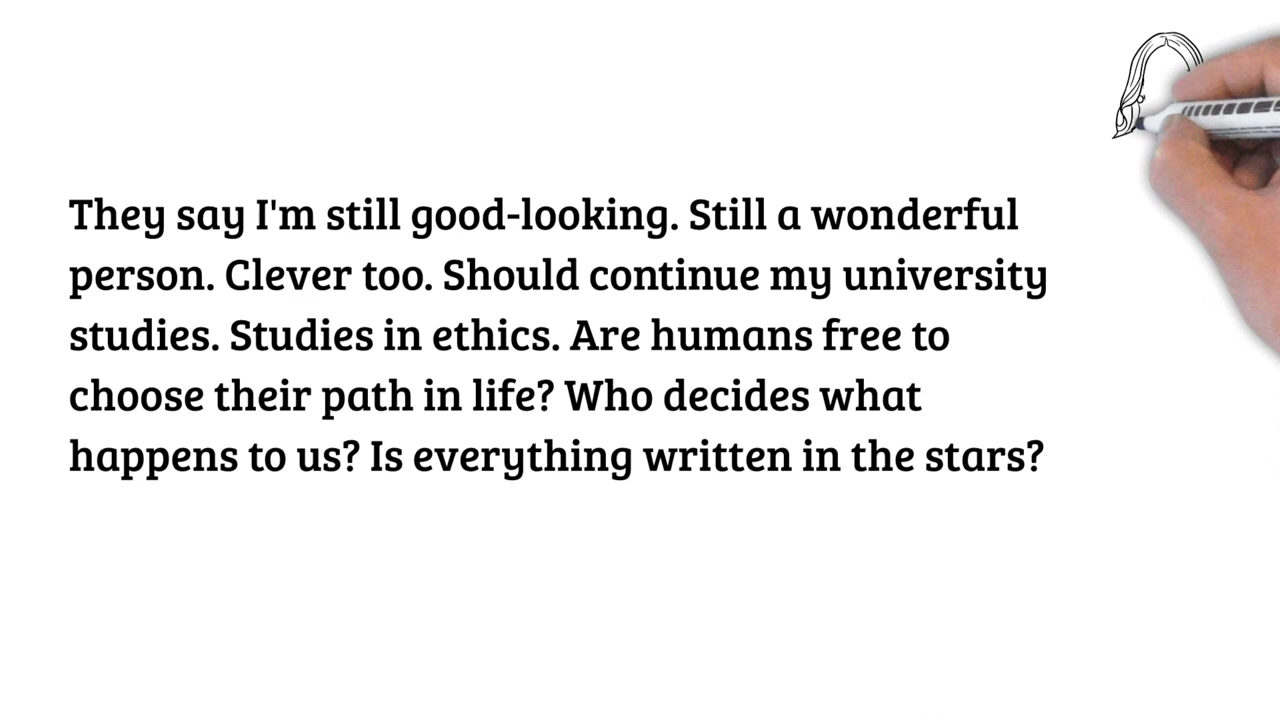 They say I'm still good-looking. Still a wonderful
person. Clever too. Should continue my university
studies. Studies in ethics. Are humans free to
choose their path in life? Who decides what
happens to us? Is everything written in the stars?